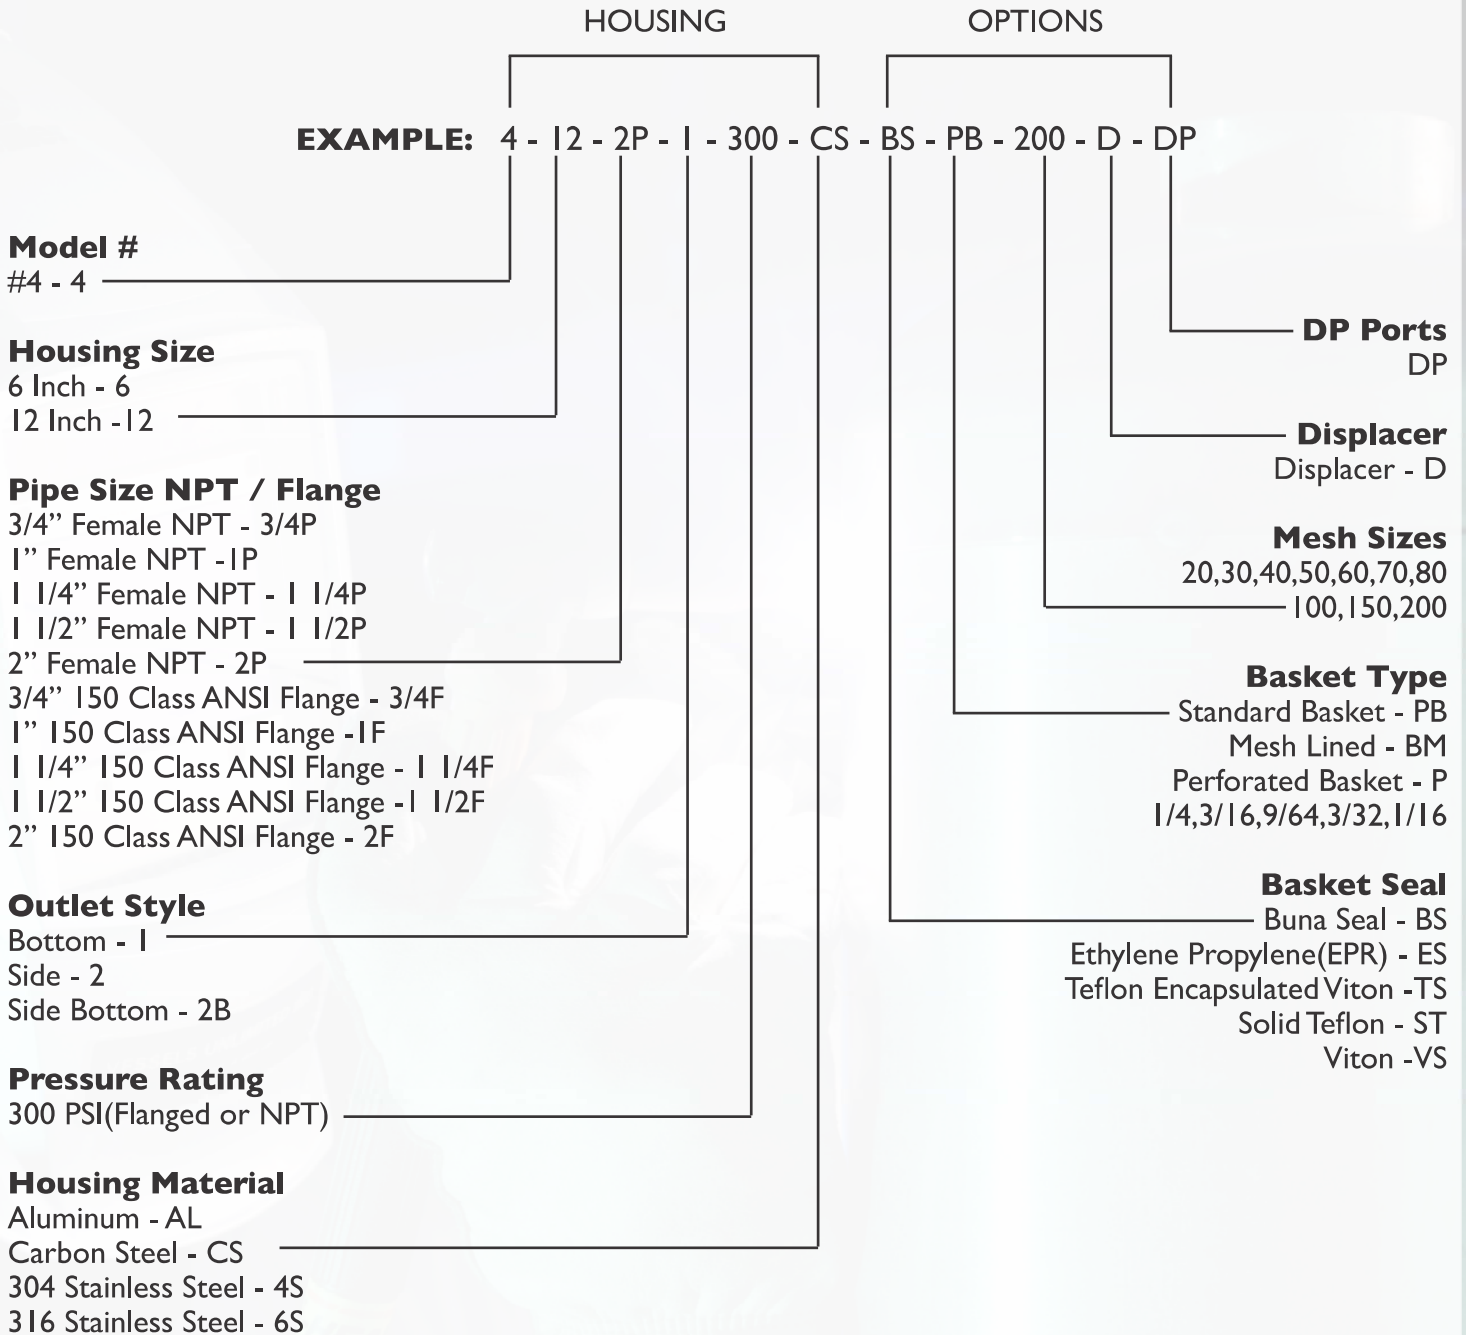 HOUSING OPTIONS
EXAMPLE: 4 - 12 - 2P - 1 - 300 - CS - BS - PB - 200 - D - DP
Model #
#4 - 4
Housing Size
6 Inch - 6
12 Inch -12
Pipe Size NPT / Flange
3/4” Female NPT - 3/4P
1” Female NPT -1P
1 1/4” Female NPT - 1 1/4P
1 1/2” Female NPT - 1 1/2P
2” Female NPT - 2P
3/4” 150 Class ANSI Flange - 3/4F
1” 150 Class ANSI Flange -1F
1 1/4” 150 Class ANSI Flange - 1 1/4F
1 1/2” 150 Class ANSI Flange -1 1/2F
2” 150 Class ANSI Flange - 2F
Outlet Style
Bottom - 1
Side - 2
Side Bottom - 2B
Pressure Rating
300 PSI(Flanged or NPT)
Housing Material
Aluminum - AL
Carbon Steel - CS
304 Stainless Steel - 4S
316 Stainless Steel - 6S
DP Ports
DP
Displacer
Displacer - D
Mesh Sizes
20,30,40,50,60,70,80
100,150,200
Basket Type
Standard Basket - PB
Mesh Lined - BM
Perforated Basket - P
1/4,3/16,9/64,3/32,1/16
Basket Seal
Buna Seal - BS
Ethylene Propylene(EPR) - ES
Teflon Encapsulated Viton -TS
Solid Teflon - ST
Viton -VS